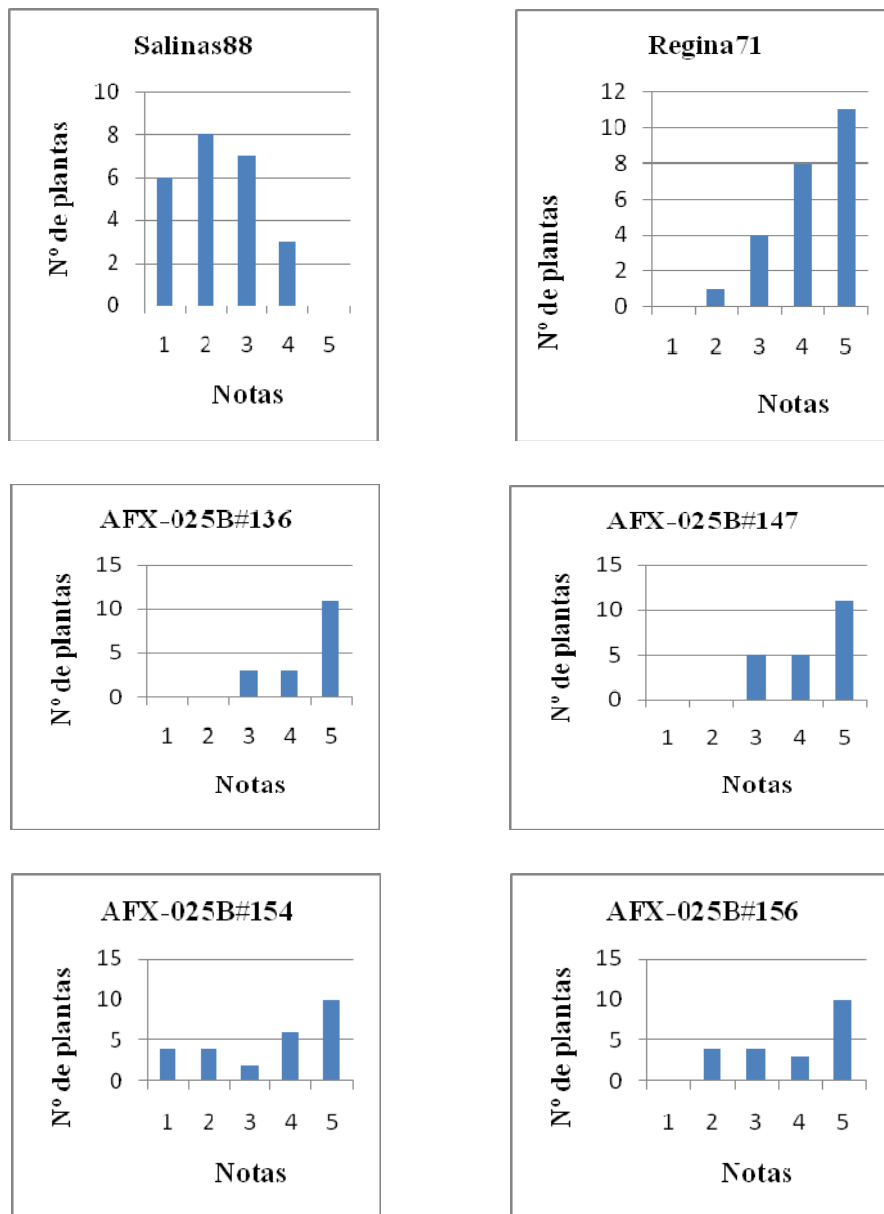 Salinas88
Nº de plantas
10
8
6
4
2
0
1 2 3 4 5
Notas
Regina71
Nº de plantas
12
10
8
6
4
2
0
1 2 3 4 5
Notas
AFX-025B#136
Nº de plantas
15
10
5
0
1 2 3 4 5
Notas
AFX-025B#147
Nº de plantas
15
10
5
0
1 2 3 4 5
Notas
AFX-025B#154
Nº de plantas
15
10
5
0
1 2 3 4 5
Notas
AFX-025B#156
Nº de plantas
15
10
5
0
1 2 3 4 5
Notas